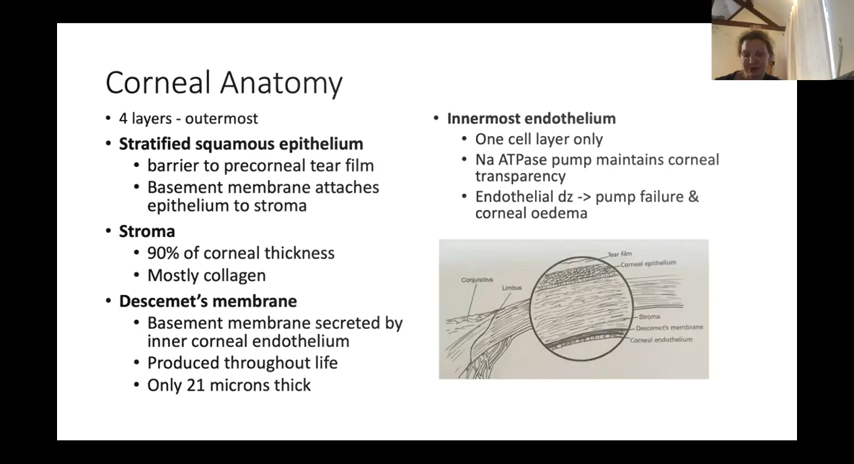 Corneal Anatomy
• 4 layers - outermost
• Stratified squamous epithelium
• barrier to precorneal tear film
• Basement membrane attaches
epithelium to stroma
• Stroma
• 90% of corneal thickness
• Mostly collagen
• Descemet's membrane
• Basement membrane secreted by
inner corneal endothelium
• Produced throughout life
• Only 21 microns thick
• Innermost endothelium
• One cell layer only
• Na ATPase pump maintains corneal
transparency
• Endothelial dz -> pump failure &
corneal oedema
Tear film
Corneal epithelium
Conjunctiva
Limbus
Stroma
Descemet's membrane
Corneal endothelium